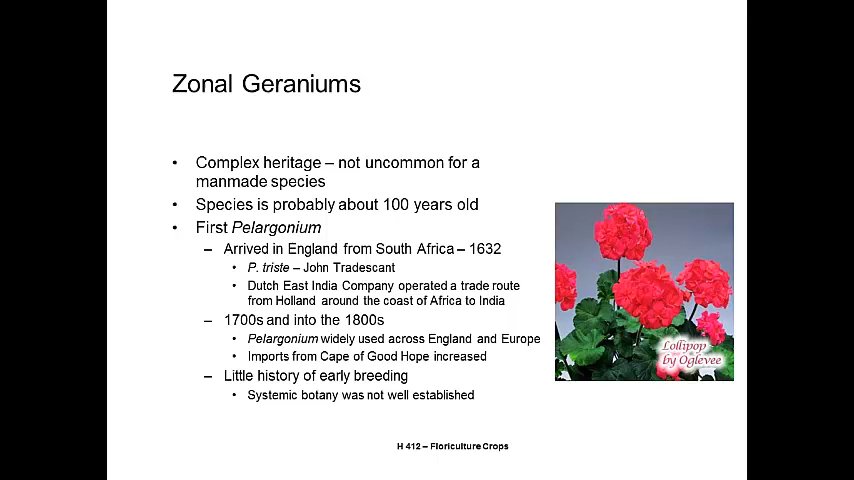 Zonal Geraniums
• Complex heritage – not uncommon for a
manmade species
• Species is probably about 100 years old
• First Pelargonium
– Arrived in England from South Africa – 1632
• P. triste – John Tradescant
• Dutch East India Company operated a trade route
from Holland around the coast of Africa to India
– 1700s and into the 1800s
• Pelargonium widely used across England and Europe
• Imports from Cape of Good Hope increased
– Little history of early breeding
• Systemic botany was not well established
Lollipop
by Oglevee
H 412 – Floriculture Crops